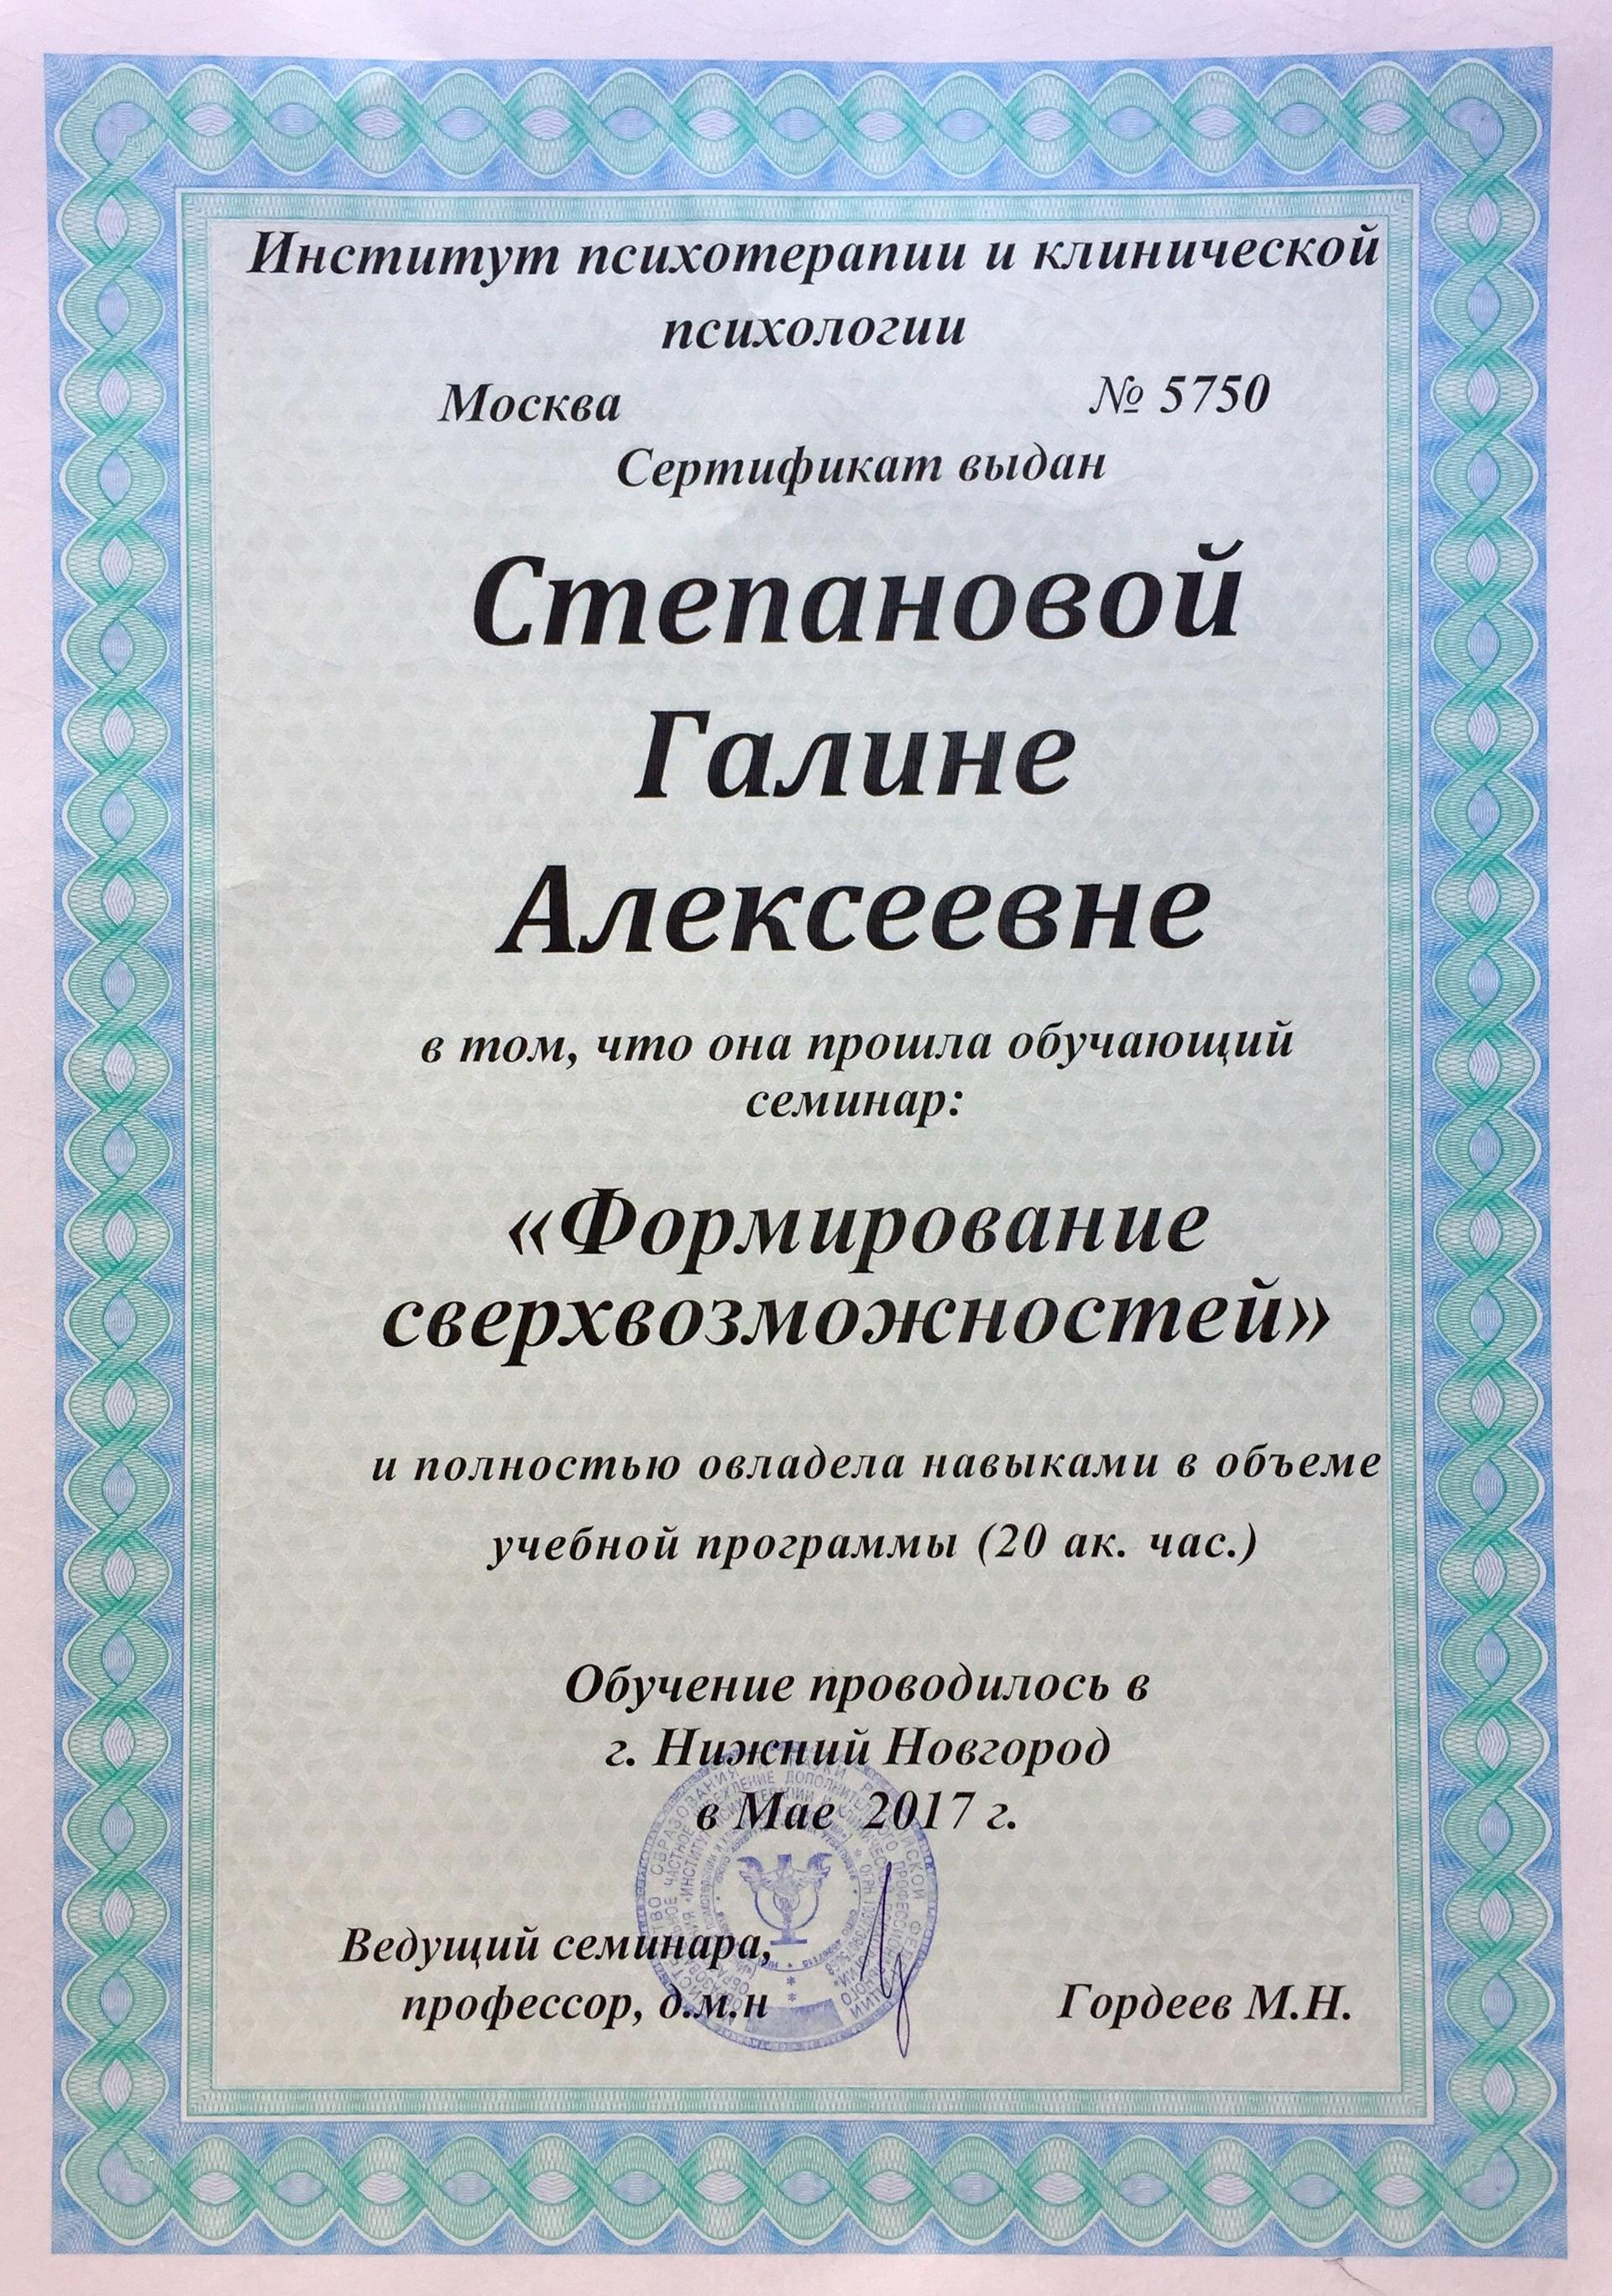 Институт психотерапии и клинической
психологии
Москва № 5750
Сертификат выдан
Степановой
Галине
Алексеевне
в том, что она прошла обучающий
семинар:
«Формирование
сверхвозможностей»
и полностью овладела навыками в объеме
учебной программы (20 ак. час.)
Обучение проводилось в
г. Нижний Новгород
в Мае 2017 г.
Ведущий семинара,
профессор, д.м.н Гордеев М.Н.